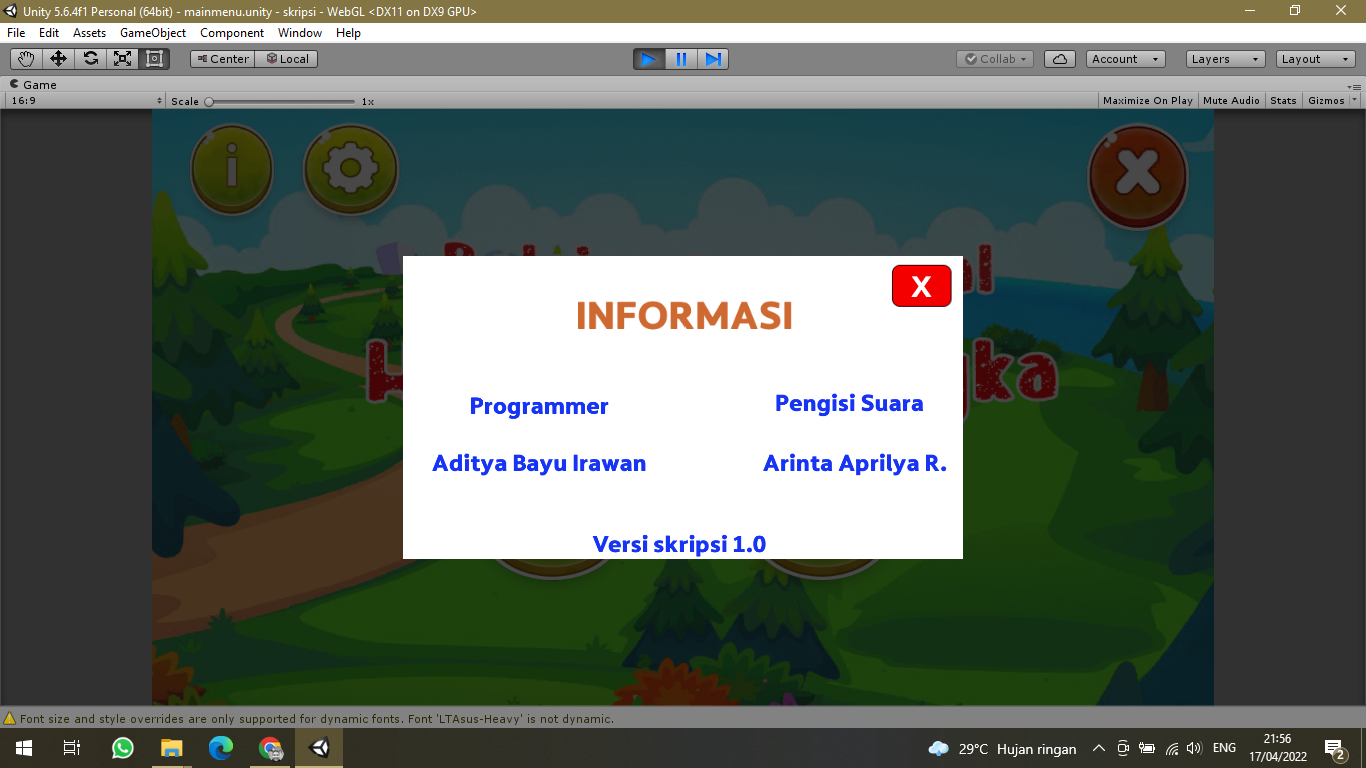 Unity 5.6.4f1 Personal (64bit) - mainmenu.unity - skripsi - WebGL <DX11 on DX9 GPU>
File Edit Assets GameObject Component Window Help
Center Local Collab Account Layers Layout
Game
16:9 Scale 1x Maximize On Play Mute Audio Stats Gizmos
i
X
INFORMASI
Programmer Pengisi Suara
Aditya Bayu Irawan Arinta Aprilya R.
Versi skripsi 1.0
Font size and style overrides are only supported for dynamic fonts. Font 'LTAsus-Heavy' is not dynamic.
29°C Hujan ringan ENG 21:56
17/04/2022
2